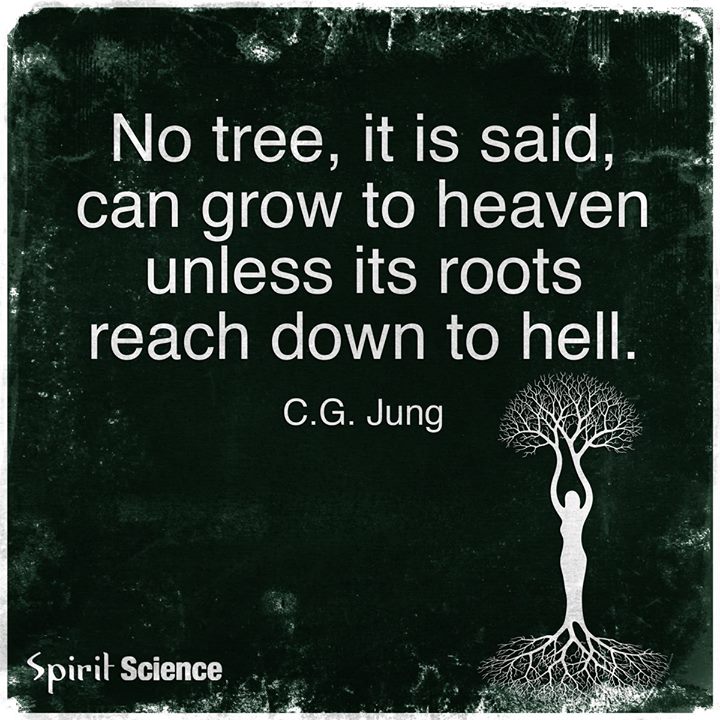 No tree, it is said,
can grow to heaven
unless its roots
reach down to hell.
C.G. Jung
Spirit Science